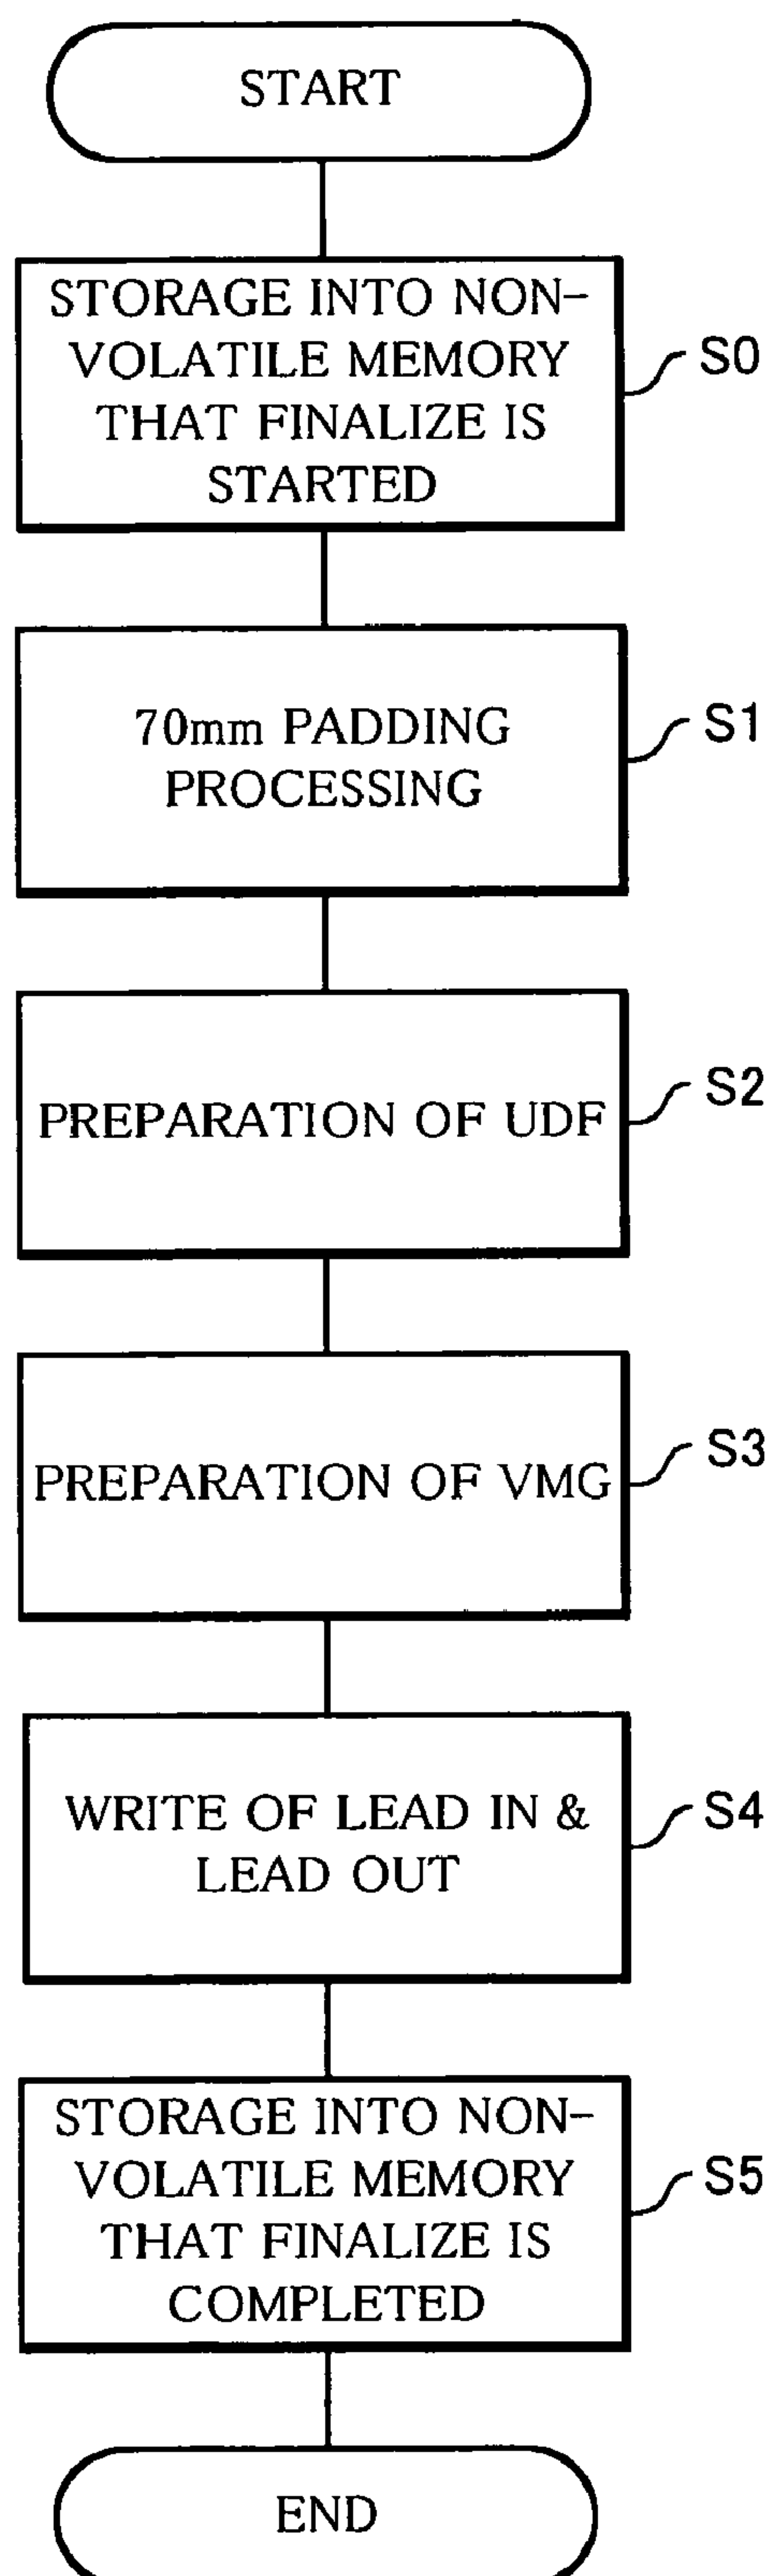 START
STORAGE INTO NON-
VOLATILE MEMORY
THAT FINALIZE IS
STARTED
S0
70mm PADDING
PROCESSING
S1
PREPARATION OF UDF
S2
PREPARATION OF VMG
S3
WRITE OF LEAD IN &
LEAD OUT
S4
STORAGE INTO NON-
VOLATILE MEMORY
THAT FINALIZE IS
COMPLETED
S5
END